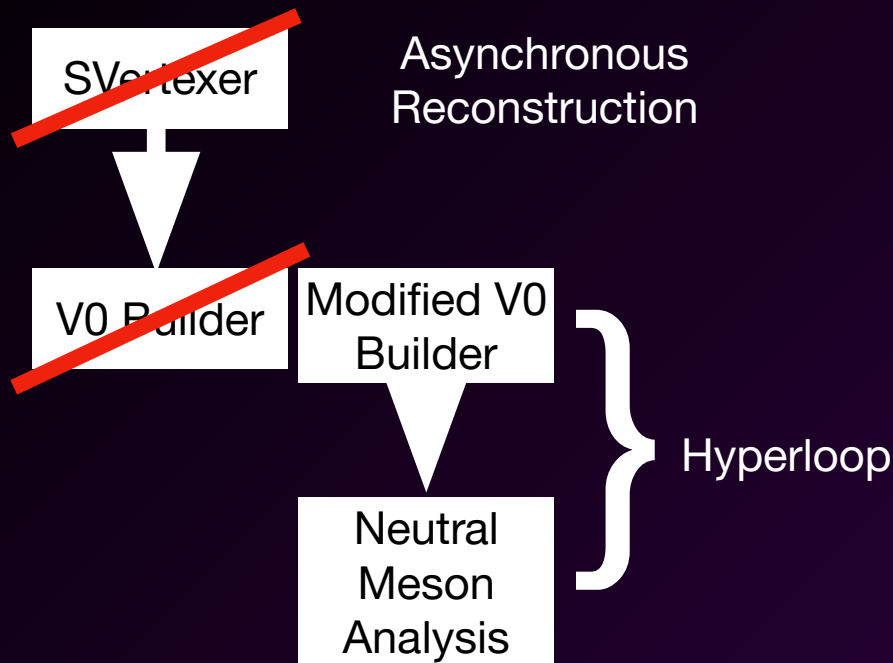 SVertexer
Asynchronous
Reconstruction
V0 Builder
Modified V0
Builder
Hyperloop
Neutral
Meson
Analysis